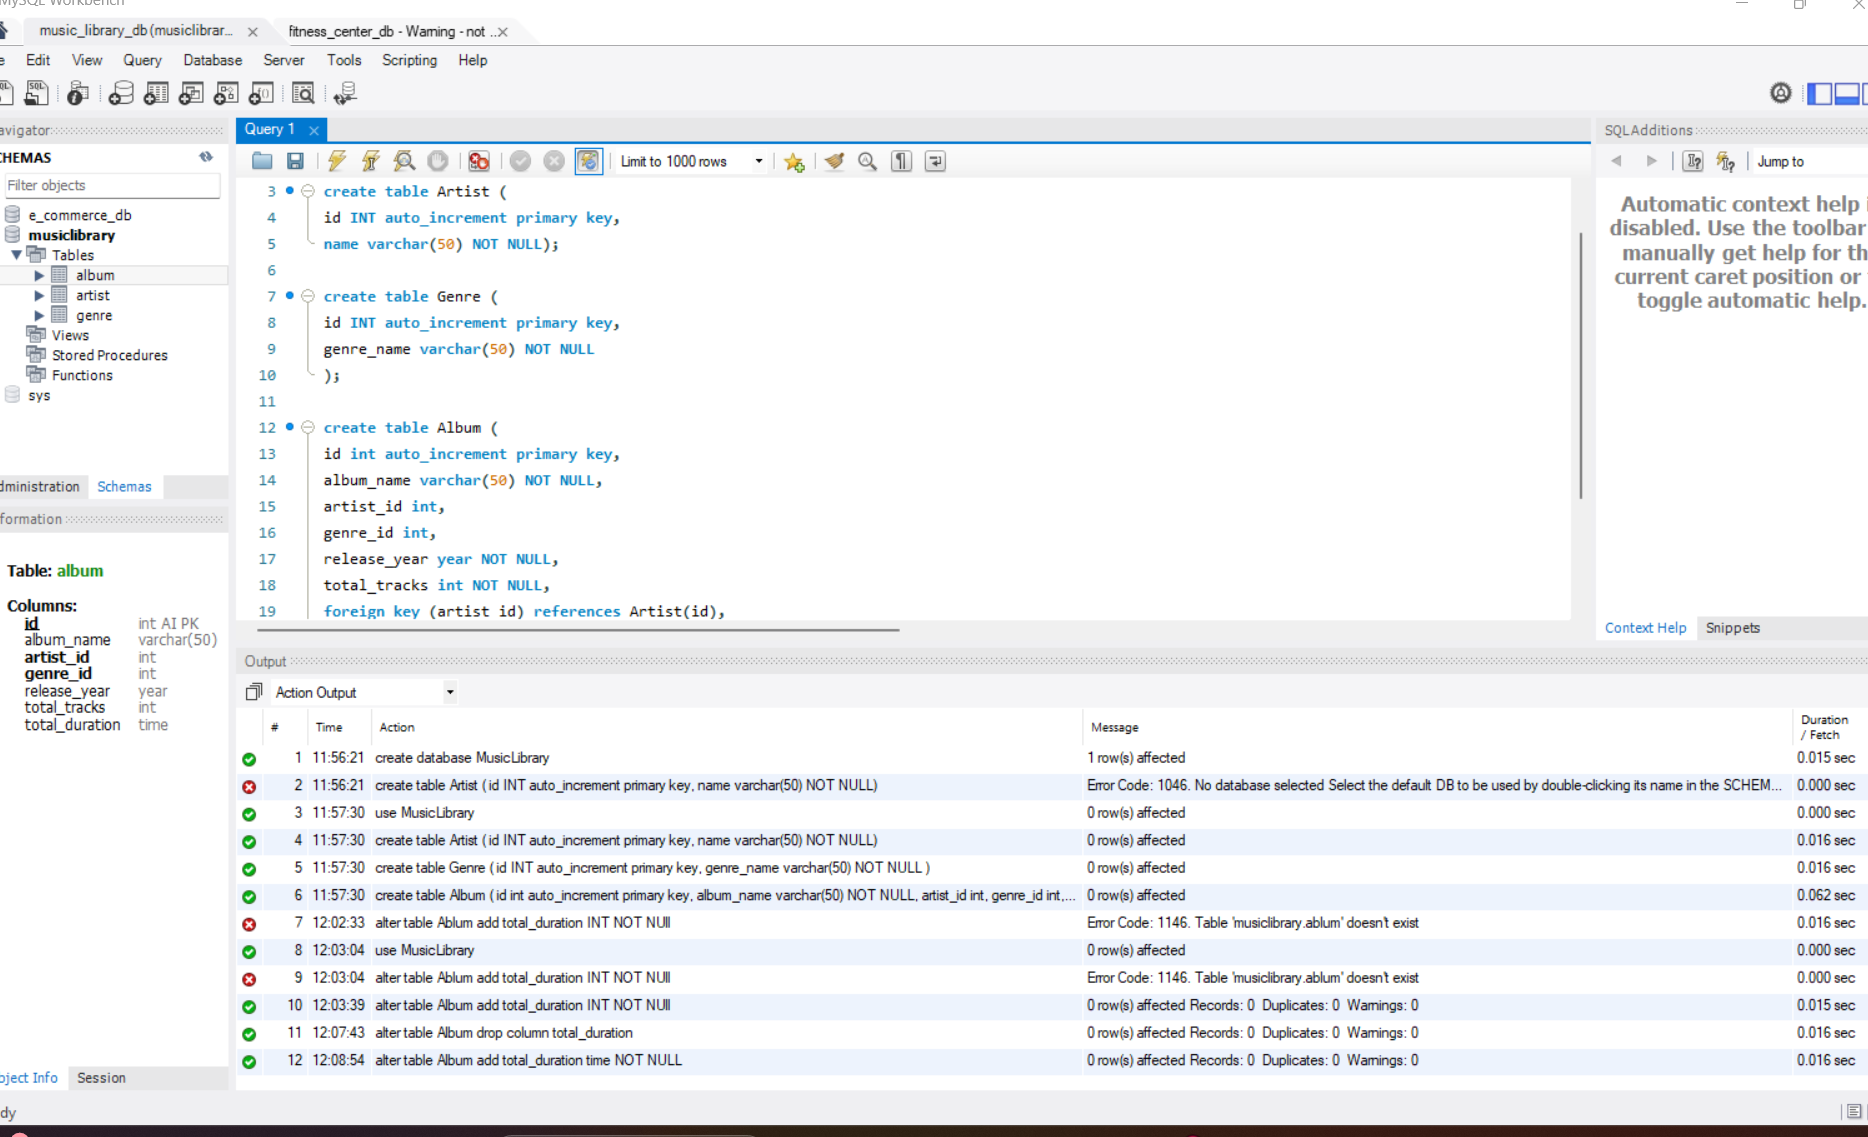 MySQL Workbench
music_library_db (musiclibrar...
fitness_center_db - Warning - not ...
Edit View Query Database Server Tools Scripting Help
Navigator
SCHEMAS
Filter objects
e_commerce_db
musiclibrary
Tables
album
artist
genre
Views
Stored Procedures
Functions
sys
Administration Schemas
Information
Table: album
Columns:
id int AI PK
album_name varchar(50)
artist_id int
genre_id int
release_year year
total_tracks int
total_duration time
Object Info Session
Query 1
Limit to 1000 rows
3 create table Artist (
4 id INT auto_increment primary key,
5 name varchar(50) NOT NULL);
6
7 create table Genre (
8 id INT auto_increment primary key,
9 genre_name varchar(50) NOT NULL
10 );
11
12 create table Album (
13 id int auto_increment primary key,
14 album_name varchar(50) NOT NULL,
15 artist_id int,
16 genre_id int,
17 release_year year NOT NULL,
18 total_tracks int NOT NULL,
19 foreign key (artist_id) references Artist(id),
SQLAdditions
Jump to
Automatic context help
disabled. Use the toolbar
manually get help for
current caret position or
toggle automatic help.
Context Help Snippets
Output
Action Output
# Time Action Message Duration / Fetch
1 11:56:21 create database MusicLibrary 1 row(s) affected 0.015 sec
2 11:56:21 create table Artist ( id INT auto_increment primary key, name varchar(50) NOT NULL) Error Code: 1046. No database selected Select the default DB to be used by double-clicking its name in the SCHEM... 0.000 sec
3 11:57:30 use MusicLibrary 0 row(s) affected 0.000 sec
4 11:57:30 create table Artist ( id INT auto_increment primary key, name varchar(50) NOT NULL) 0 row(s) affected 0.016 sec
5 11:57:30 create table Genre ( id INT auto_increment primary key, genre_name varchar(50) NOT NULL ) 0 row(s) affected 0.016 sec
6 11:57:30 create table Album ( id int auto_increment primary key, album_name varchar(50) NOT NULL, artist_id int, genre_id int,... 0 row(s) affected 0.062 sec
7 12:02:33 alter table Ablum add total_duration INT NOT NUll Error Code: 1146. Table 'musiclibrary.ablum' doesn't exist 0.016 sec
8 12:03:04 use MusicLibrary 0 row(s) affected 0.000 sec
9 12:03:04 alter table Ablum add total_duration INT NOT NUll Error Code: 1146. Table 'musiclibrary.ablum' doesn't exist 0.000 sec
10 12:03:39 alter table Album add total_duration INT NOT NUll 0 row(s) affected Records: 0 Duplicates: 0 Warnings: 0 0.015 sec
11 12:07:43 alter table Album drop column total_duration 0 row(s) affected Records: 0 Duplicates: 0 Warnings: 0 0.016 sec
12 12:08:54 alter table Album add total_duration time NOT NULL 0 row(s) affected Records: 0 Duplicates: 0 Warnings: 0 0.016 sec